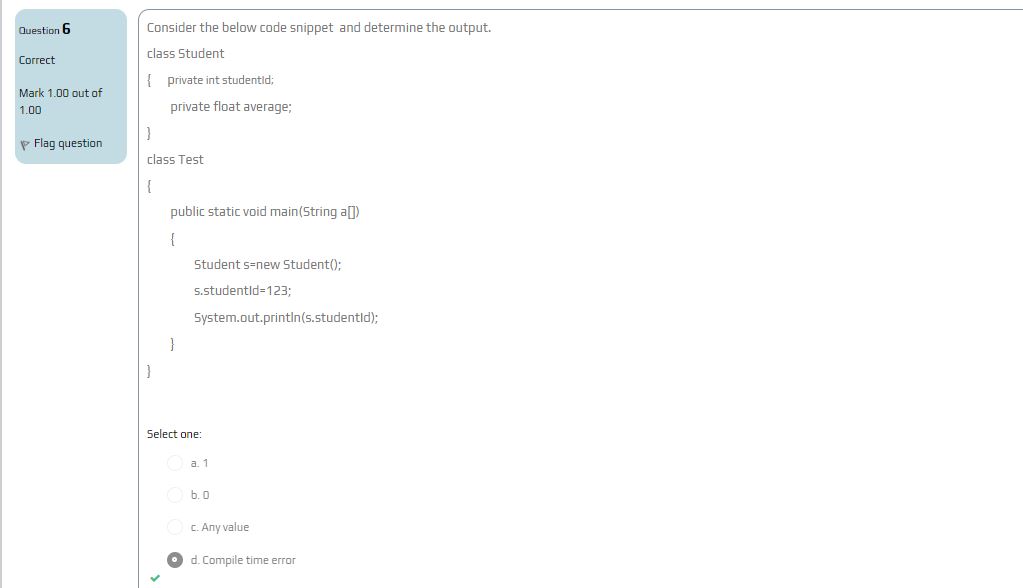 Question 6
Correct
Mark 1.00 out of
1.00
Flag question
Consider the below code snippet  and determine the output.
class Student
{    private int studentId;
private float average;
}
class Test
{
public static void main(String a[])
{
Student s=new Student();
s.studentId=123;
System.out.println(s.studentId);
}
}
Select one:
a. 1
b. 0
c. Any value
d. Compile time error